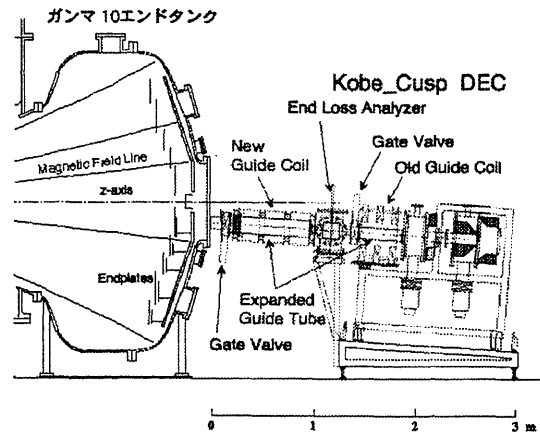 ガンマ 10エンドタンク
Kobe_Cusp DEC
End Loss Analyzer
Gate Valve
New
Guide Coil
Old Guide Coil
Magnetic Field Line
z-axis
Endplates
Expanded
Guide Tube
Gate Valve
0 1 2 3 m